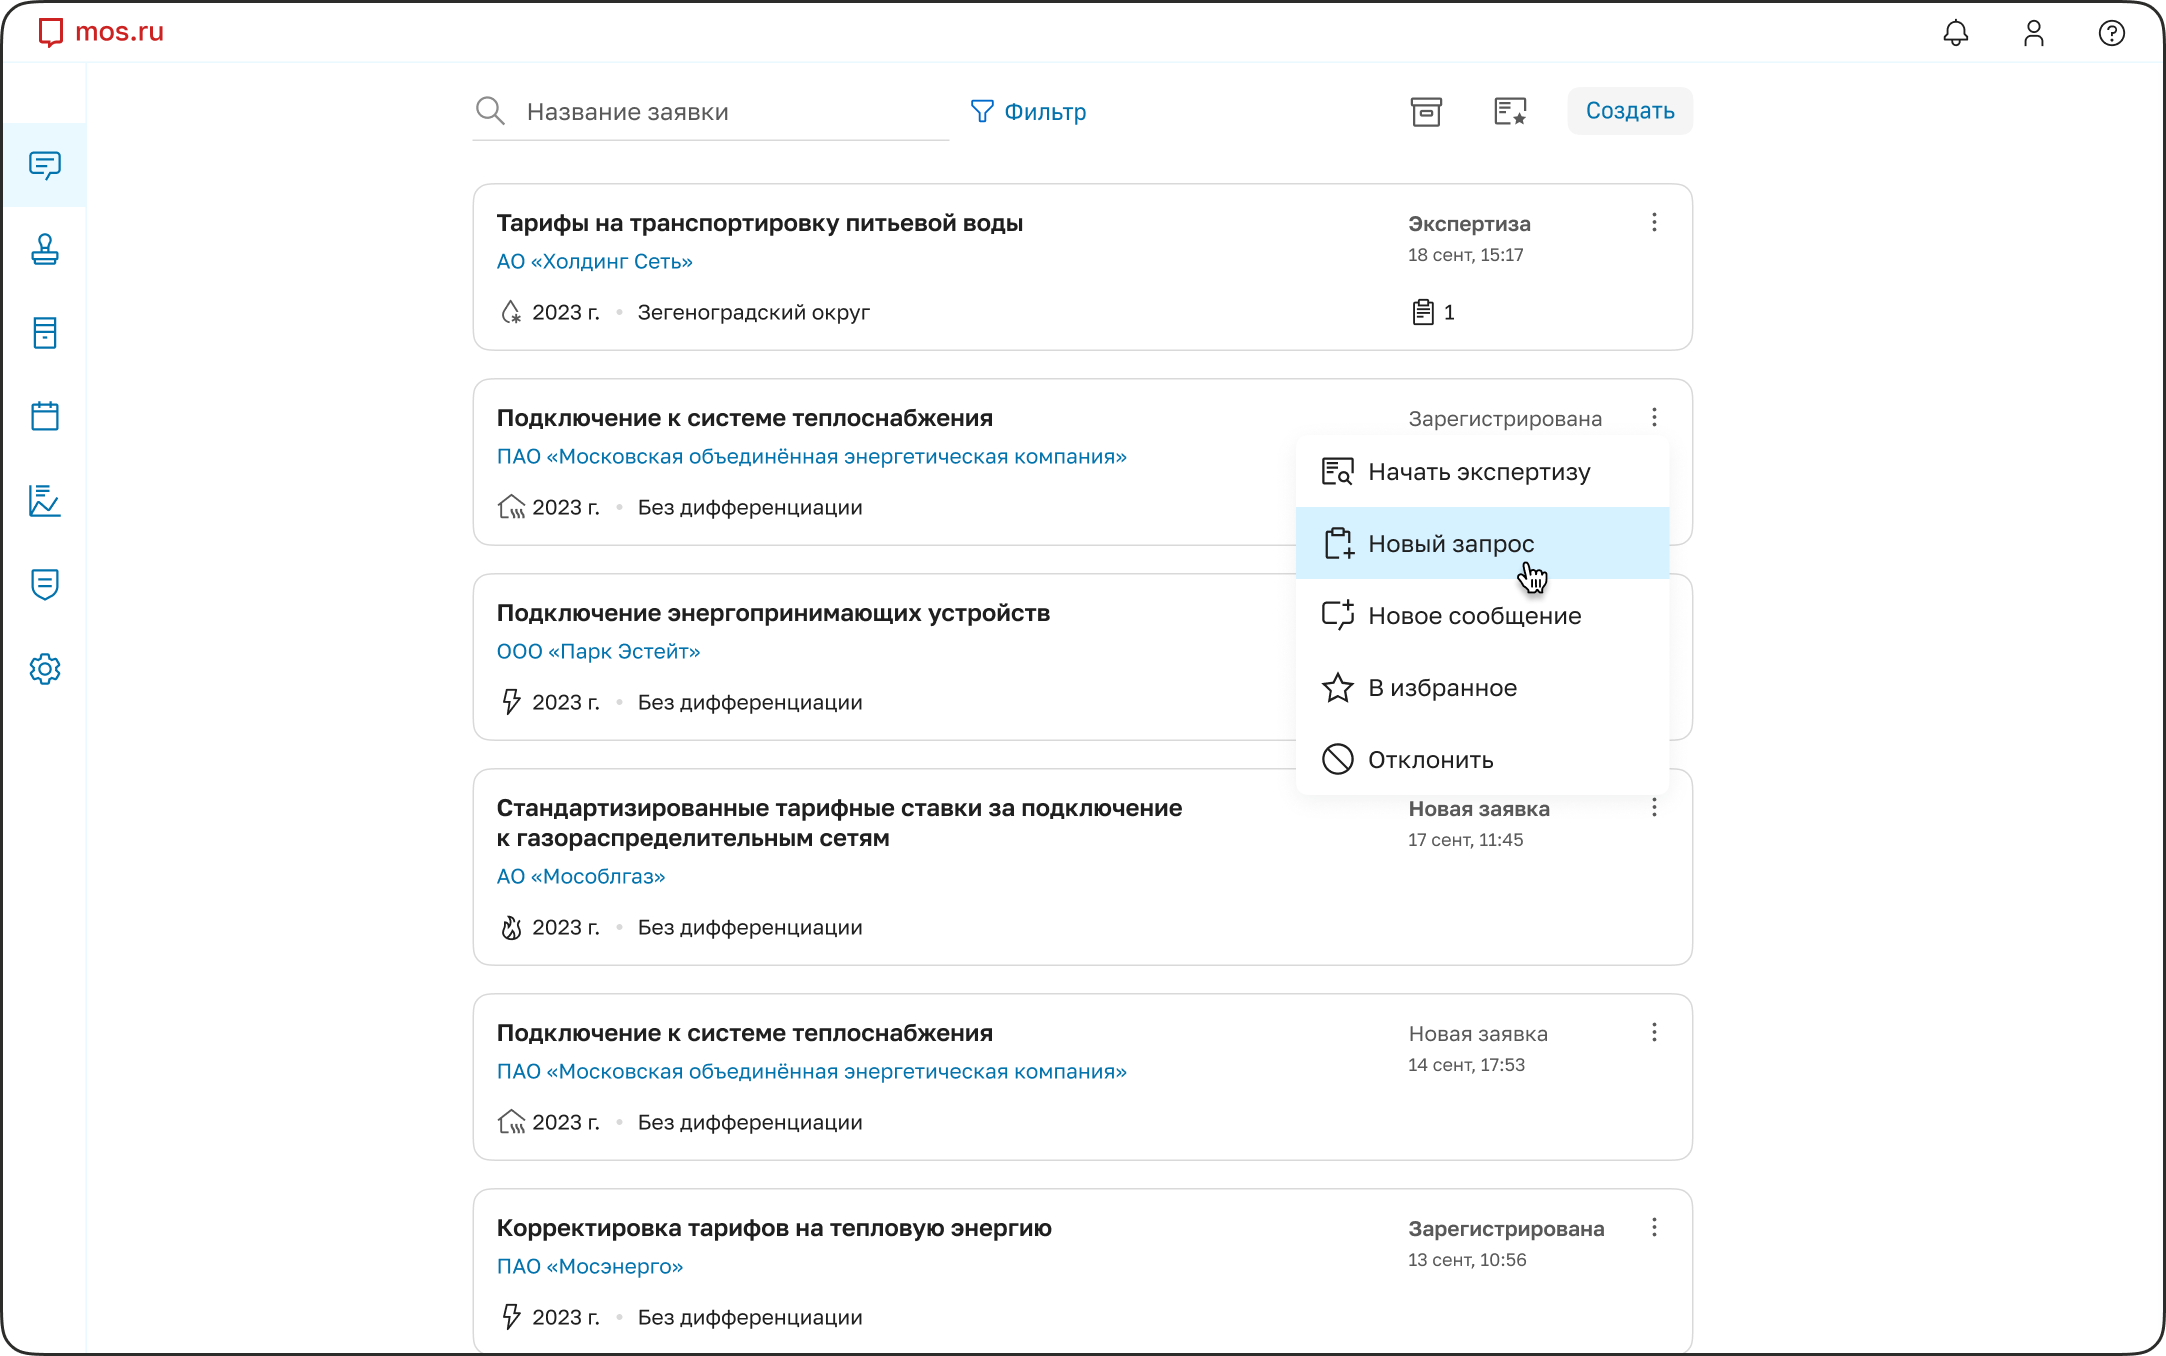 mos.ru
Название заявки
Фильтр
Создать
Тарифы на транспортировку питьевой воды
АО «Холдинг Сеть»
2023 г. • Зегеноградский округ
Экспертиза
18 сент, 15:17
1
Подключение к системе теплоснабжения
ПАО «Московская объединённая энергетическая компания»
2023 г. • Без дифференциации
Зарегистрирована
Начать экспертизу
Новый запрос
Новое сообщение
В избранное
Отклонить
Подключение энергопринимающих устройств
ООО «Парк Эстейт»
2023 г. • Без дифференциации
Стандартизированные тарифные ставки за подключение
к газораспределительным сетям
АО «Мособлгаз»
2023 г. • Без дифференциации
Новая заявка
17 сент, 11:45
Подключение к системе теплоснабжения
ПАО «Московская объединённая энергетическая компания»
2023 г. • Без дифференциации
Новая заявка
14 сент, 17:53
Корректировка тарифов на тепловую энергию
ПАО «Мосэнерго»
2023 г. • Без дифференциации
Зарегистрирована
13 сент, 10:56